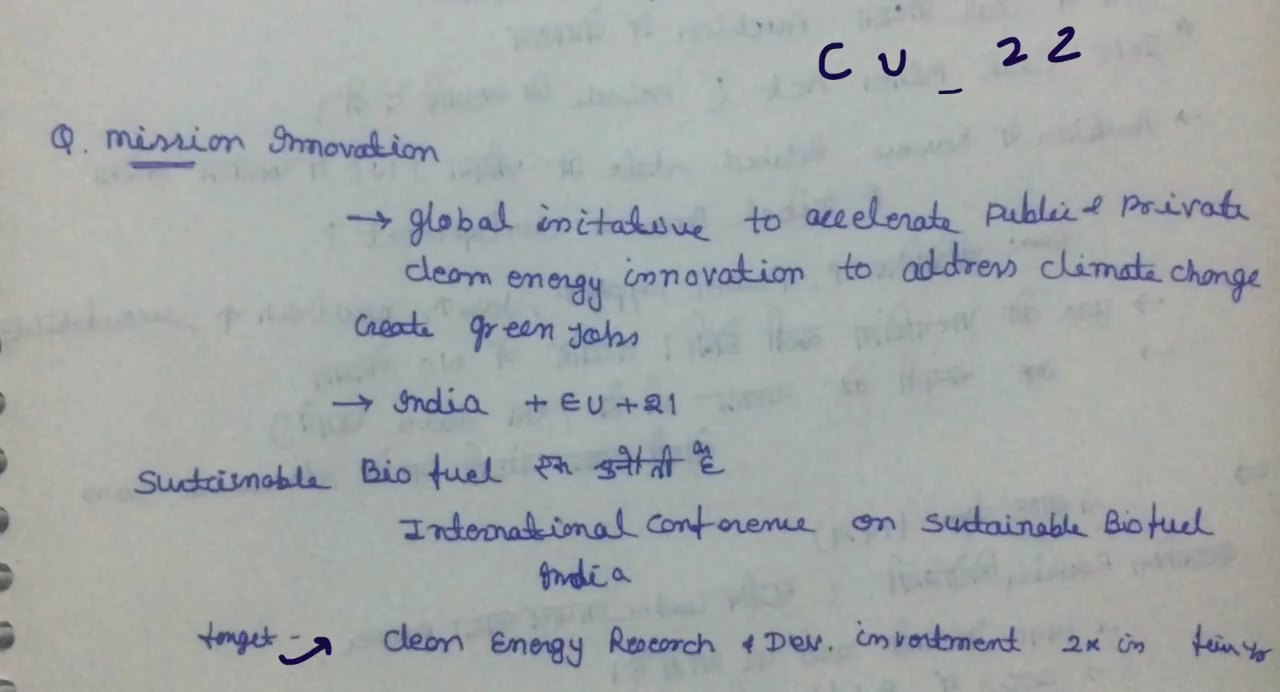 CU_22
Q. Mission Innovation
→ global initative to accelerate public & Private
clean energy innovation to address climate change
create green Jobs
→ India + EU + 21
Sustainable Bio fuel एक चुनौती है
International Conference on Sustainable Biofuel
India
target - → Clean Energy Research & Dev. investment 2x in